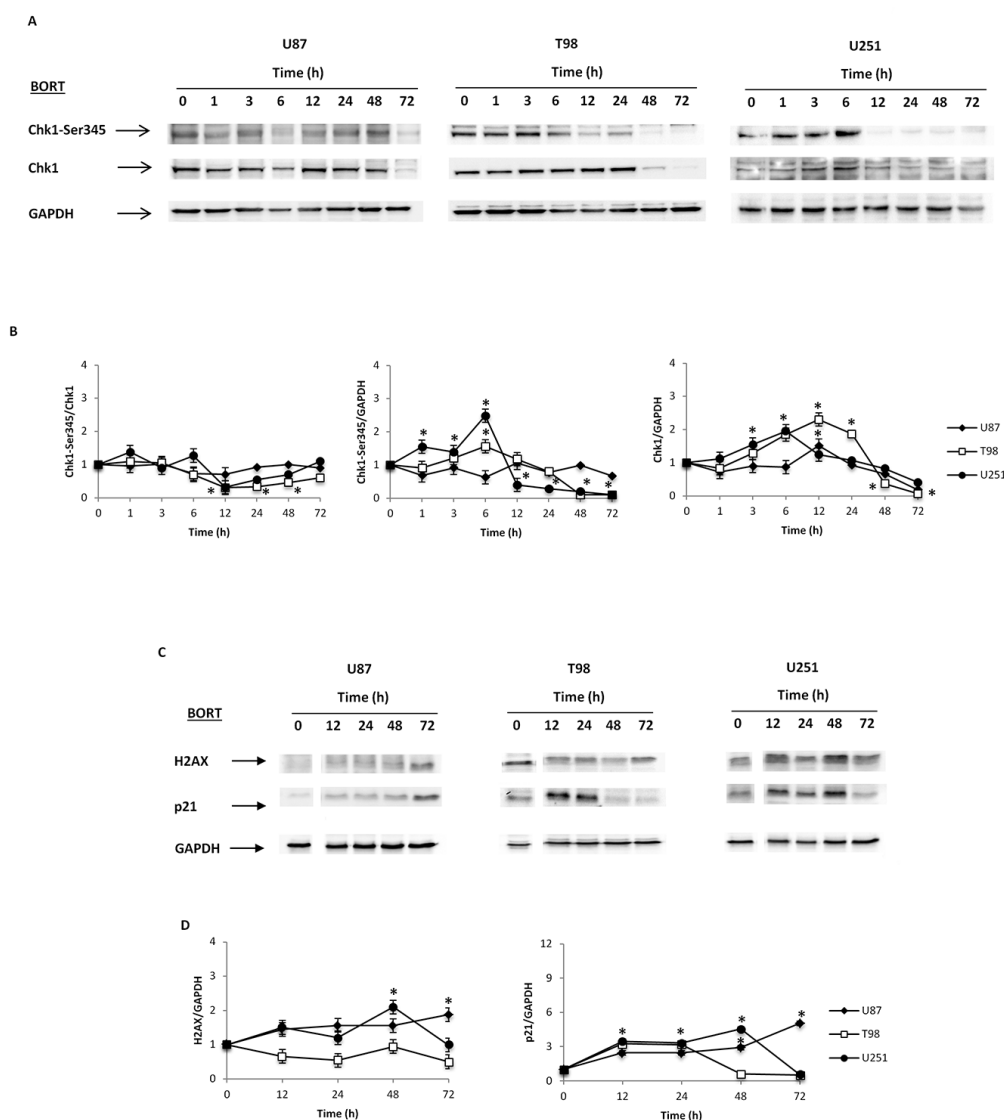 A
U87 T98 U251
Time (h) Time (h) Time (h)
BORT
0 1 3 6 12 24 48 72 0 1 3 6 12 24 48 72 0 1 3 6 12 24 48 72
Chk1-Ser345
Chk1
GAPDH
B
Chk1-Ser345/Chk1
4
3
2
1
0
* * *
0 1 3 6 12 24 48 72
Time (h)
Chk1-Ser345/GAPDH
4
3
2
1
0
* * * * * * * *
0 1 3 6 12 24 48 72
Time (h)
Chk1/GAPDH
4
3
2
1
0
* * * * * * *
0 1 3 6 12 24 48 72
Time (h)
U87
T98
U251
C
U87 T98 U251
Time (h) Time (h) Time (h)
BORT
0 12 24 48 72 0 12 24 48 72 0 12 24 48 72
H2AX
p21
GAPDH
D
H2AX/GAPDH
4
3
2
1
0
* *
0 12 24 48 72
Time (h)
p21/GAPDH
12
9
6
3
0
* * * * *
0 12 24 48 72
Time (h)
U87
T98
U251